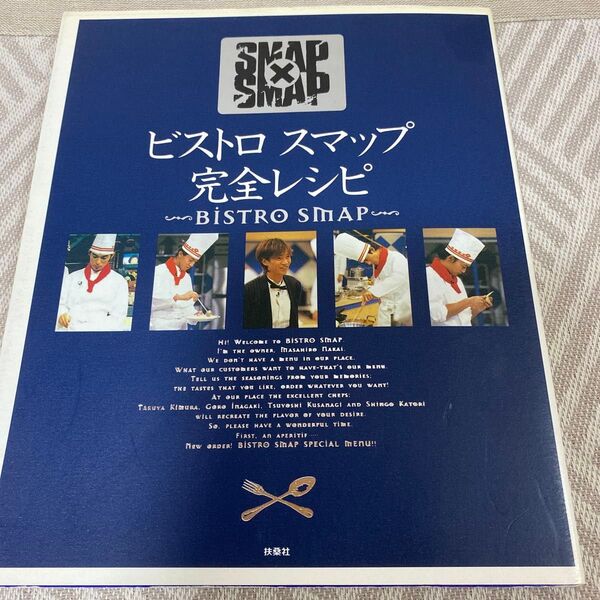 SMAP
×
SMAP
ビストロ スマップ
完全レシピ
BiSTRO SMAP
Hi! Welcome to BiSTRO SMAP
I'm the owner, Masahiro Nakai.
We don't have a menu in our place.
What our customers want to have-that's our menu.
Tell us the seasonings from your memories;
the tastes that you like, order whatever you want!
At our place the excellent chefs:
Takuya Kimura, Goro Inagaki, Tsuyoshi Kusanagi and Shingo Katori
will recreate the flavor of your desire.
So, please have a wonderful time.
First, an aperitif ....
New order! BiSTRO SMAP SPECiAL MENU!!
扶桑社